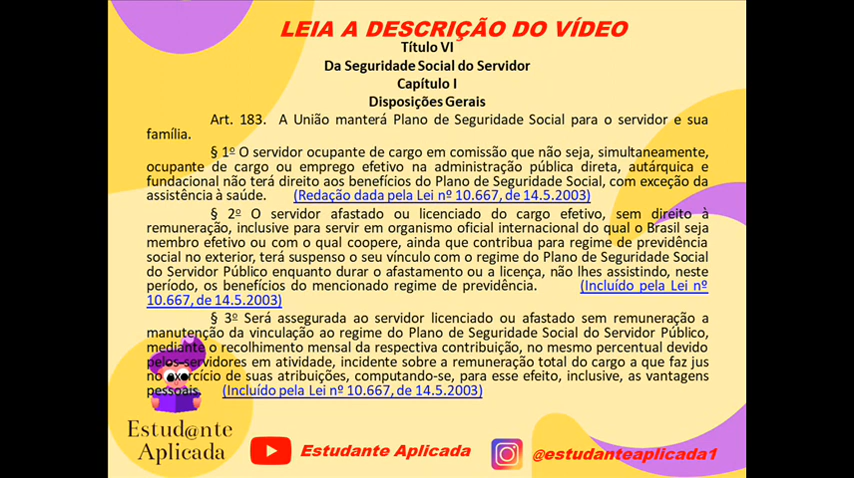 LEIA A DESCRIÇÃO DO VÍDEO
Título VI
Da Seguridade Social do Servidor
Capítulo I
Disposições Gerais
Art. 183. A União manterá Plano de Seguridade Social para o servidor e sua
família.
§ 1º O servidor ocupante de cargo em comissão que não seja, simultaneamente,
ocupante de cargo ou emprego efetivo na administração pública direta, autárquica e
fundacional não terá direito aos benefícios do Plano de Seguridade Social, com exceção da
assistência à saúde. (Redação dada pela Lei nº 10.667, de 14.5.2003)
§ 2º O servidor afastado ou licenciado do cargo efetivo, sem direito à
remuneração, inclusive para servir em organismo oficial internacional do qual o Brasil seja
membro efetivo ou com o qual coopere, ainda que contribua para regime de previdência
social no exterior, terá suspenso o seu vínculo com o regime do Plano de Seguridade Social
do Servidor Público enquanto durar o afastamento ou a licença, não lhes assistindo, neste
período, os benefícios do mencionado regime de previdência. (Incluído pela Lei nº
10.667, de 14.5.2003)
§ 3º Será assegurada ao servidor licenciado ou afastado sem remuneração a
manutenção da vinculação ao regime do Plano de Seguridade Social do Servidor Público,
mediante o recolhimento mensal da respectiva contribuição, no mesmo percentual devido
pelos servidores em atividade, incidente sobre a remuneração total do cargo a que faz jus
no exercício de suas atribuições, computando-se, para esse efeito, inclusive, as vantagens
pessoais. (Incluído pela Lei nº 10.667, de 14.5.2003)
Estud@nte
Aplicada
Estudante Aplicada
@estudanteaplicada1